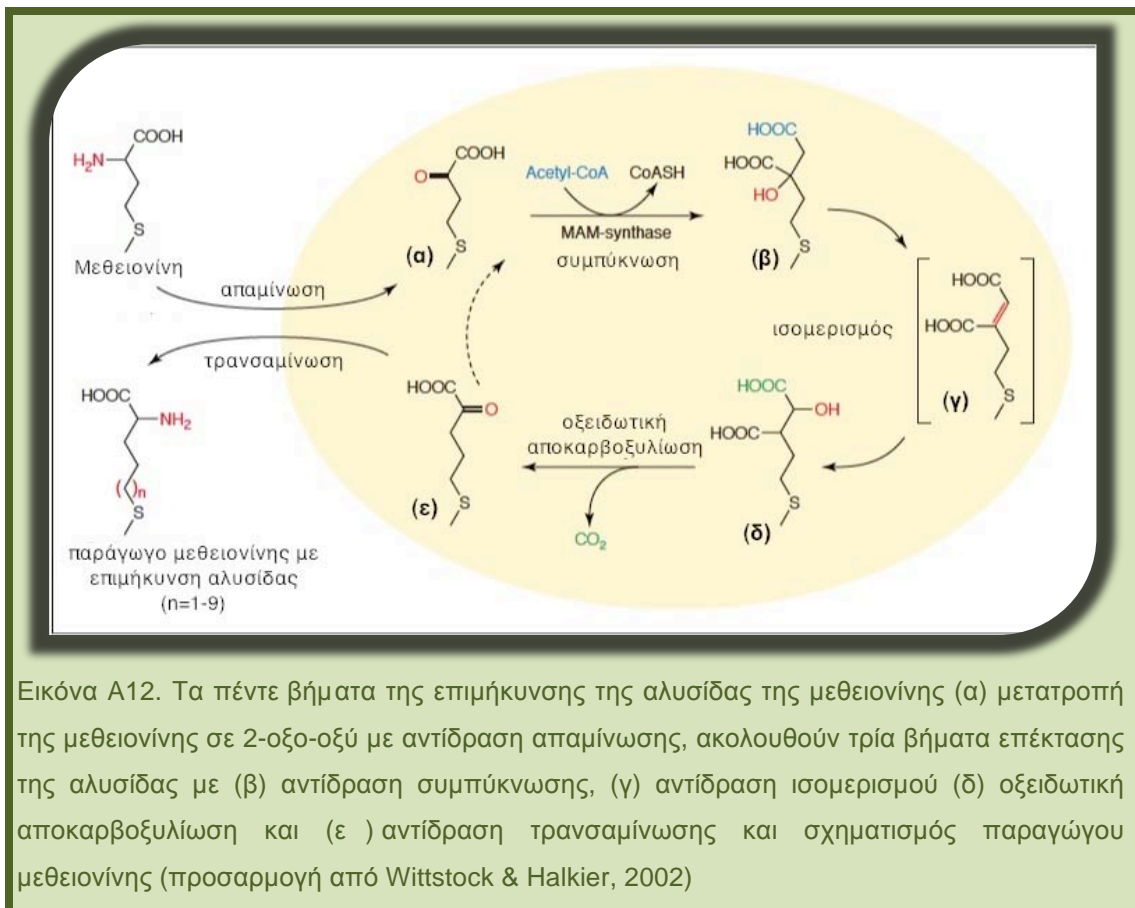 H₂N
COOH
S
Μεθειονίνη
απαμίνωση
O
COOH
S
(α)
Acetyl-CoA
CoASH
MAM-synthase
συμπύκνωση
HOOC
HOOC
HO
S
(β)
ισομερισμός
HOOC
HOOC
S
(γ)
τρανσαμίνωση
HOOC
NH₂
( )n
S
παράγωγο μεθειονίνης με
επιμήκυνση αλυσίδας
(n=1-9)
HOOC
O
S
(ε)
οξειδωτική
αποκαρβοξυλίωση
CO₂
HOOC
OH
HOOC
S
(δ)
Εικόνα Α12. Τα πέντε βήματα της επιμήκυνσης της αλυσίδας της μεθειονίνης (α) μετατροπή
της μεθειονίνης σε 2-οξο-οξύ με αντίδραση απαμίνωσης, ακολουθούν τρία βήματα επέκτασης
της αλυσίδας με (β) αντίδραση συμπύκνωσης, (γ) αντίδραση ισομερισμού (δ) οξειδωτική
αποκαρβοξυλίωση και (ε ) αντίδραση τρανσαμίνωσης και σχηματισμός παραγώγου
μεθειονίνης (προσαρμογή από Wittstock & Halkier, 2002)